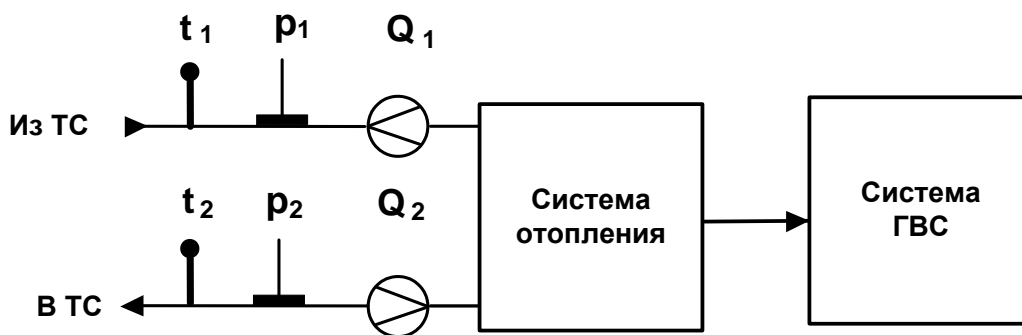 t 1 p1 Q 1
Из ТС
t 2 p2 Q 2
В ТС
Система
отопления
Система
ГВС